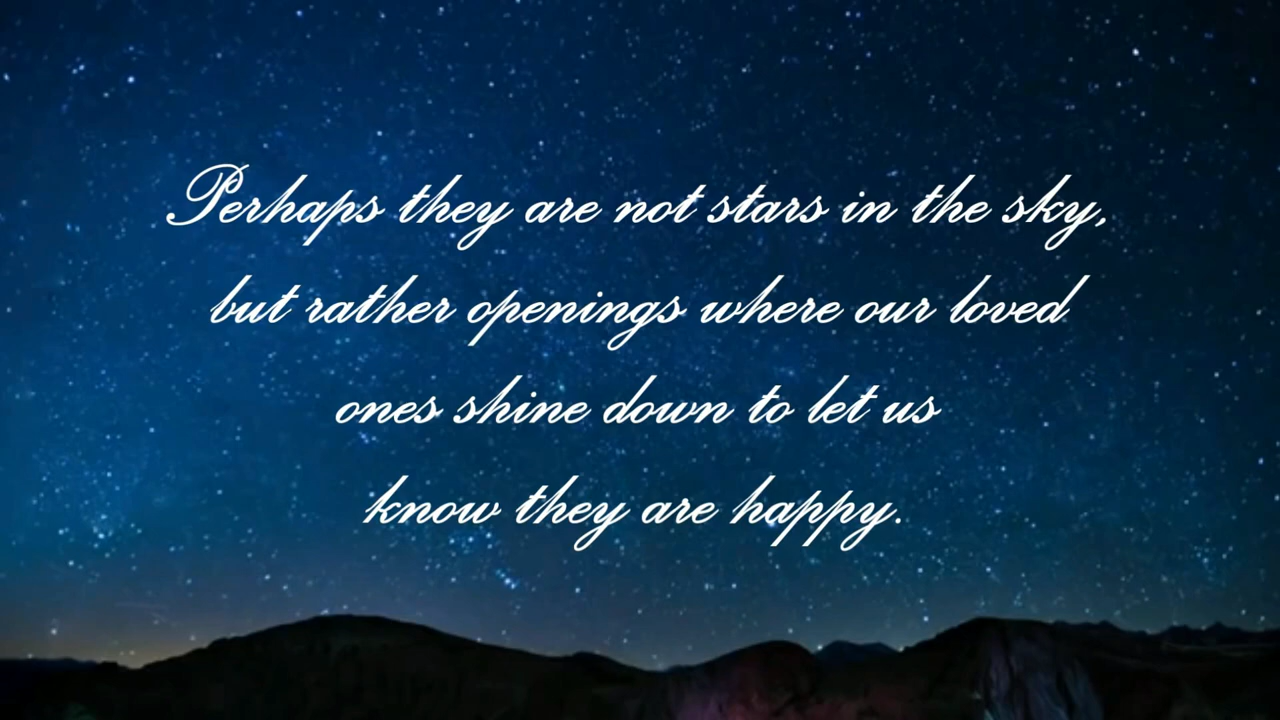 Perhaps they are not stars in the sky,
but rather openings where our loved
ones shine down to let us
know they are happy.